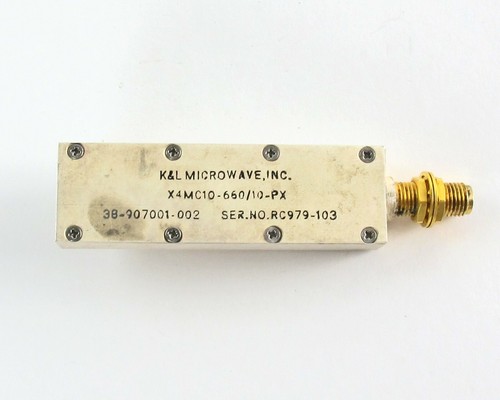 K&L MICROWAVE, INC.
X4MC10-660/10-PX
38-907001-002 SER.NO.RC979-103